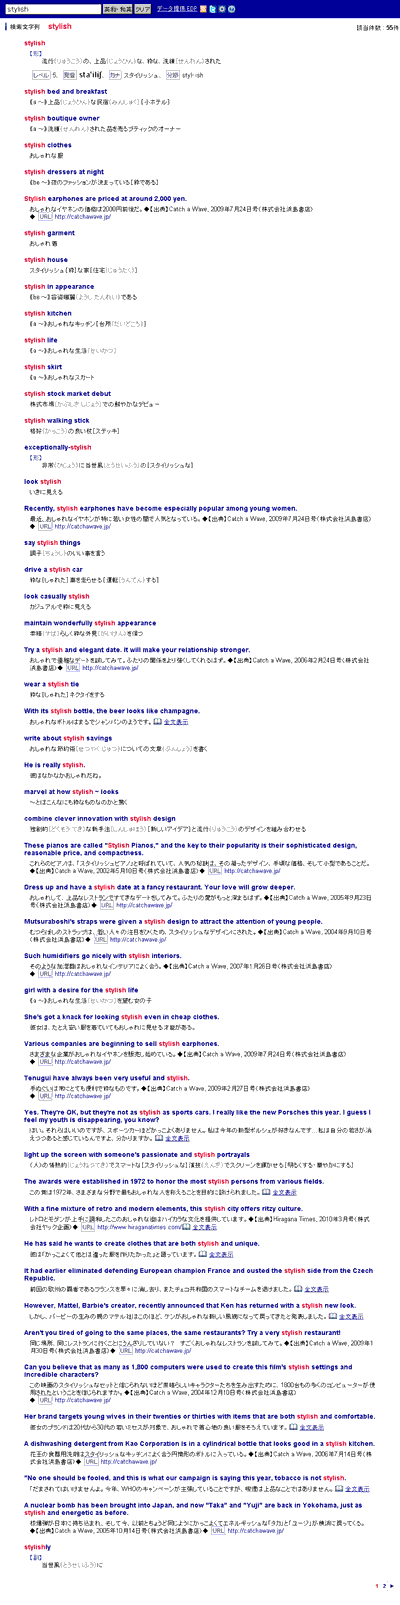 stylish 英和・和英 クリア データ提供:EDP
検索文字列 stylish 該当件数 : 55件
stylish
【形】
流行(りゅうこう)の、上品(じょうひん)な、粋な、洗練(せんれん)された
レベル 5、 発音 stáiliʃ、 カナ スタイリッシュ、 分節 styl・ish
stylish bed and breakfast
《a ~》上品(じょうひん)な民宿(みんしゅく)[小ホテル]
stylish boutique owner
《a ~》洗練(せんれん)された品を売るブティックのオーナー
stylish clothes
おしゃれな服
stylish dressers at night
《be ~》夜のファッションが決まっている[粋である]
Stylish earphones are priced at around 2,000 yen.
おしゃれなイヤホンの価格は2000円前後だ。◆【出典】Catch a Wave, 2009年7月24日号(株式会社浜島書店)
◆ URL http://catchawave.jp/
stylish garment
おしゃれ着
stylish house
スタイリッシュ[粋]な家[住宅(じゅうたく)]
stylish in appearance
《be ~》容姿端麗(ようしたんれい)である
stylish kitchen
《a ~》おしゃれなキッチン[台所(だいどころ)]
stylish life
《a ~》おしゃれな生活(せいかつ)
stylish skirt
《a ~》おしゃれなスカート
stylish stock market debut
株式市場(かぶしきしじょう)での鮮やかなデビュー
stylish walking stick
格好(かっこう)の良い杖[ステッキ]
exceptionally-stylish
【形】
非常(ひじょう)に当世風(とうせいふう)の[スタイリッシュな]
look stylish
いきに見える
Recently, stylish earphones have become especially popular among young women.
最近、おしゃれなイヤホンが特に若い女性の間で人気となっている。◆【出典】Catch a Wave, 2009年7月24日号(株式会社浜島書店)
◆ URL http://catchawave.jp/
say stylish things
調子(ちょうし)のいい事を言う
drive a stylish car
粋な[しゃれた]車を走らせる[運転(うんてん)する]
look casually stylish
カジュアルで粋に見える
maintain wonderfully stylish appearance
素晴(すば)らしく粋な外見(がいけん)を保つ
Try a stylish and elegant date. It will make your relationship stronger.
おしゃれで優雅なデートを試してみて。ふたりの関係をより強くしてくれるはず。◆【出典】Catch a Wave, 2006年2月24日号(株式会社
浜島書店)◆ URL http://catchawave.jp/
wear a stylish tie
粋な[しゃれた]ネクタイをする
With its stylish bottle, the beer looks like champagne.
おしゃれなボトルはまるでシャンパンのようです。 全文表示
write about stylish savings
おしゃれな節約術(せつやくじゅつ)についての文章(ぶんしょう)を書く
He is really stylish.
彼はなかなかおしゃれだね。
marvel at how stylish ~ looks
~とはこんなにも粋なものなのかと驚く
combine clever innovation with stylish design
独創的(どくそうてき)な新手法(しんしゅほう)[新しいアイデア]と流行(りゅうこう)のデザインを組み合わせる
These pianos are called "Stylish Pianos," and the key to their popularity is their sophisticated design,
reasonable price, and compactness.
これらのピアノは、「スタイリッシュピアノ」と呼ばれていて、人気の秘訣は、その凝ったデザイン、手頃な価格、そして小型であることだ。
◆【出典】Catch a Wave, 2002年5月10日号(株式会社浜島書店)◆ URL http://catchawave.jp/
Dress up and have a stylish date at a fancy restaurant. Your love will grow deeper.
おしゃれして、上品なレストランですてきなデートをしてみて。ふたりの愛がもっと深まるはず。◆【出典】Catch a Wave, 2005年9月23日
号(株式会社浜島書店)◆ URL http://catchawave.jp/
Mutsuraboshi's straps were given a stylish design to attract the attention of young people.
むつらぼしのストラップは、若い人々の注目をひくため、スタイリッシュなデザインにされた。◆【出典】Catch a Wave, 2004年9月10日号
(株式会社浜島書店)◆ URL http://catchawave.jp/
Such humidifiers go nicely with stylish interiors.
そのような加湿器はおしゃれなインテリアによく合う。◆【出典】Catch a Wave, 2007年1月26日号(株式会社浜島書店)
◆ URL http://catchawave.jp/
girl with a desire for the stylish life
《a ~》おしゃれな生活(せいかつ)を望む女の子
She's got a knack for looking stylish even in cheap clothes.
彼女は、たとえ安い服を着ていてもおしゃれに見せる才能がある。
Various companies are beginning to sell stylish earphones.
さまざまな企業がおしゃれなイヤホンを販売し始めている。◆【出典】Catch a Wave, 2009年7月24日号(株式会社浜島書店)
◆ URL http://catchawave.jp/
Tenugui have always been very useful and stylish.
手ぬぐいは常にとても便利で粋なものです。◆【出典】Catch a Wave, 2009年2月27日号(株式会社浜島書店)
◆ URL http://catchawave.jp/
Yes. They're OK, but they're not as stylish as sports cars. I really like the new Porsches this year. I guess I
feel my youth is disappearing, you know?
はい。それらはいいのですが、スポーツカーほどかっこよくありません。私は今年の新型ポルシェが好きなんです…私は自分の若さが消
えつつあると感じているんですよ、分かりますか。 全文表示
light up the screen with someone's passionate and stylish portrayals
(人)の情熱的(じょうねつてき)でスマートな[スタイリッシュな]演技(えんぎ)でスクリーンを輝かせる[明るくする・華やかにする]
The awards were established in 1972 to honor the most stylish persons from various fields.
この賞は1972年、さまざまな分野で最もおしゃれな人を称えることを目的に設けられました。 全文表示
With a fine mixture of retro and modern elements, this stylish city offers ritzy culture.
レトロとモダンが上手に調和したこのおしゃれな街はハイカラな文化を提供しています。◆【出典】Hiragana Times, 2010年3月号(株式
会社ヤック企画)◆ URL http://www.hiraganatimes.com/ 全文表示
He has said he wants to create clothes that are both stylish and unique.
彼は「かっこよくて他とは違った服を作りたかった」と語っています。 全文表示
It had earlier eliminated defending European champion France and ousted the stylish side from the Czech
Republic.
前回の欧州の覇者であるフランスを早々に消し去り、またチェコ共和国のスマートなチームを退けました。 全文表示
However, Mattel, Barbie's creator, recently announced that Ken has returned with a stylish new look.
しかし、バービーの生みの親のマテル社はこのほど、ケンがおしゃれな新しい風貌になって戻ってきたと発表しました。 全文表示
Aren't you tired of going to the same places, the same restaurants? Try a very stylish restaurant!
同じ場所、同じレストランに行くことにうんざりしていない? すごくおしゃれなレストランを試してみて。◆【出典】Catch a Wave, 2009年1
月30日号(株式会社浜島書店)◆ URL http://catchawave.jp/
Can you believe that as many as 1,800 computers were used to create this film's stylish settings and
incredible characters?
この映画のスタイリッシュなセットと信じられないほど素晴らしいキャラクターたちを生み出すために、1800台もの多くのコンピューターが使
用されたということを信じられますか。◆【出典】Catch a Wave, 2004年12月10日号(株式会社浜島書店)
◆ URL http://catchawave.jp/
Her brand targets young wives in their twenties or thirties with items that are both stylish and comfortable.
彼女のブランドは20代から30代の若いミセスが対象で、おしゃれで着心地の良い服をそろえています。 全文表示
A dishwashing detergent from Kao Corporation is in a cylindrical bottle that looks good in a stylish kitchen.
花王の食器用洗剤はスタイリッシュなキッチンによく合う円筒形のボトルに入っている。◆【出典】Catch a Wave, 2006年7月14日号(株
式会社浜島書店)◆ URL http://catchawave.jp/
"No one should be fooled, and this is what our campaign is saying this year, tobacco is not stylish.
「だまされてはいけませんよ。今年、WHOのキャンペーンが主張していることですが、喫煙は上品なことではありません。 全文表示
A nuclear bomb has been brought into Japan, and now "Taka" and "Yuji" are back in Yokohama, just as
stylish and energetic as before.
核爆弾が日本に持ち込まれ、そして今、以前とちょうど同じようにかっこよくてエネルギッシュな「タカ」と「ユージ」が横浜に戻ってくる。
◆【出典】Catch a Wave, 2005年10月14日号(株式会社浜島書店)◆ URL http://catchawave.jp/
stylishly
【副】
当世風(とうせいふう)に
1 2 ►